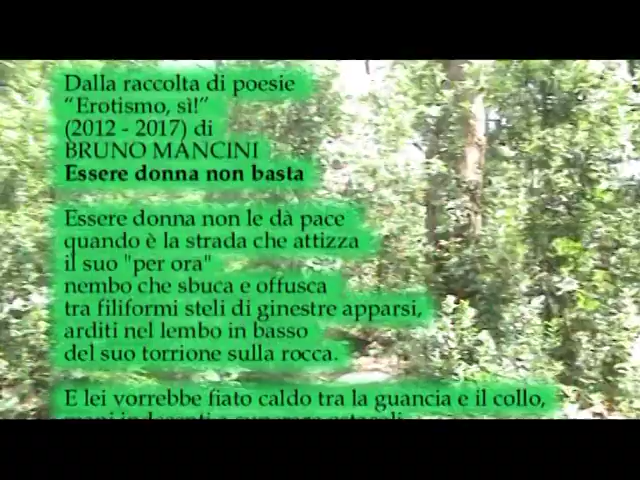 Dalla raccolta di poesie
“Erotismo, sì!”
(2012 - 2017) di
BRUNO MANCINI
Essere donna non basta
Essere donna non le dà pace
quando è la strada che attizza
il suo "per ora"
nembo che sbuca e offusca
tra filiformi steli di ginestre apparsi,
arditi nel lembo in basso
del suo torrione sulla rocca.
E lei vorrebbe fiato caldo tra la guancia e il collo,